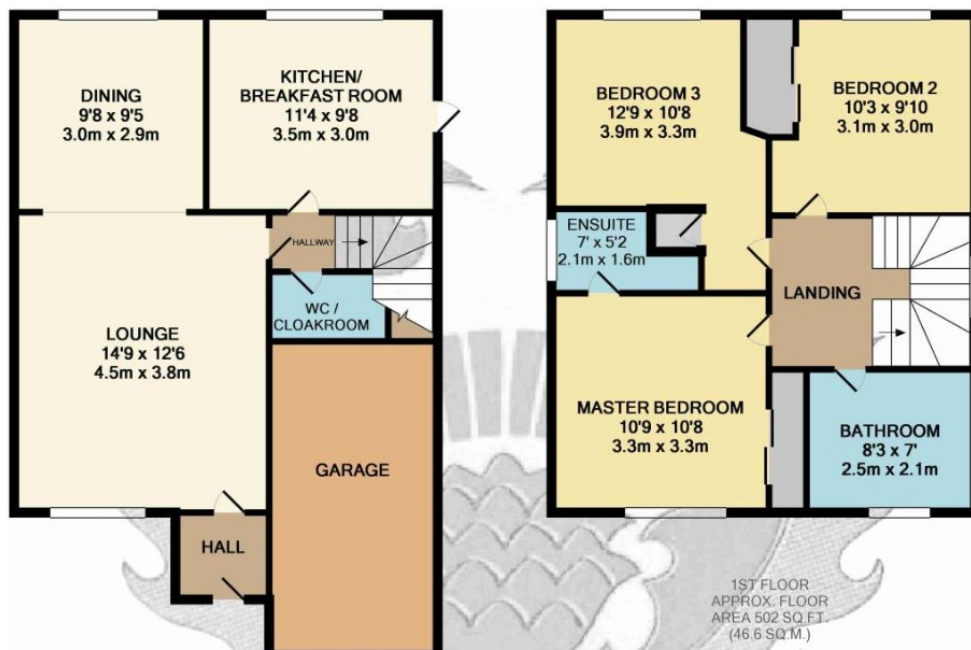 DINING
9'8 x 9'5
3.0m x 2.9m
KITCHEN/
BREAKFAST ROOM
11'4 x 9'8
3.5m x 3.0m
HALLWAY
WC /
CLOAKROOM
LOUNGE
14'9 x 12'6
4.5m x 3.8m
GARAGE
HALL
BEDROOM 3
12'9 x 10'8
3.9m x 3.3m
BEDROOM 2
10'3 x 9'10
3.1m x 3.0m
ENSUITE
7' x 5'2
2.1m x 1.6m
LANDING
MASTER BEDROOM
10'9 x 10'8
3.3m x 3.3m
BATHROOM
8'3 x 7'
2.5m x 2.1m
1ST FLOOR
APPROX. FLOOR
AREA 502 SQ.FT.
(46.6 SQ.M.)